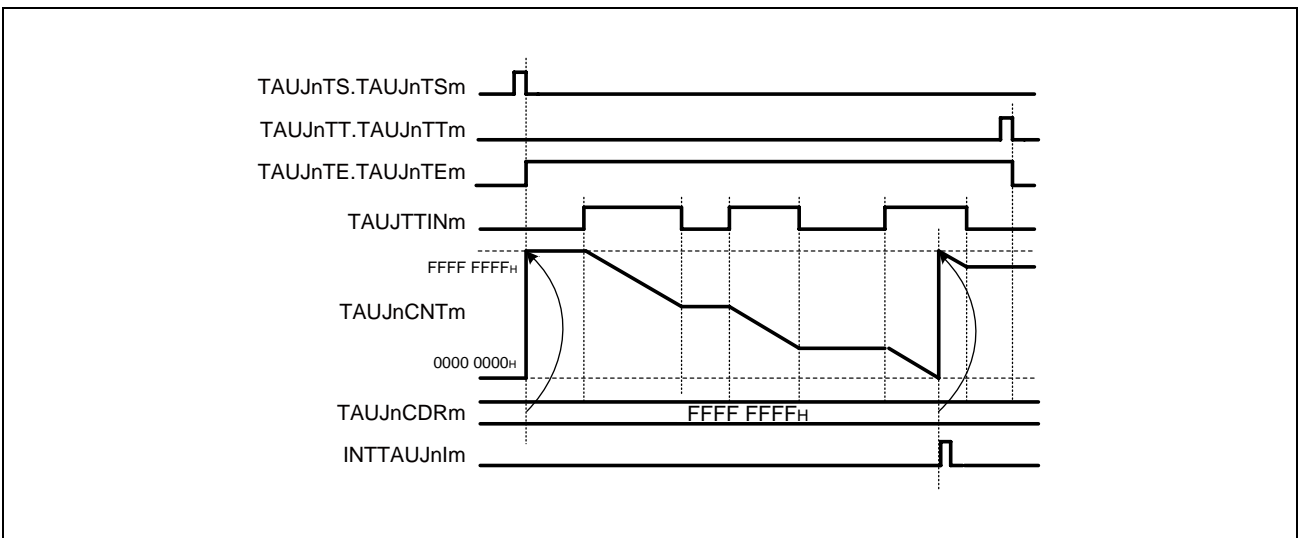 TAUJnTS.TAUJnTSm
TAUJnTT.TAUJnTTm
TAUJnTE.TAUJnTEm
TAUJTTINm
FFFF FFFFH
TAUJnCNTm
0000 0000H
TAUJnCDRm FFFF FFFFH
INTTAUJnIm